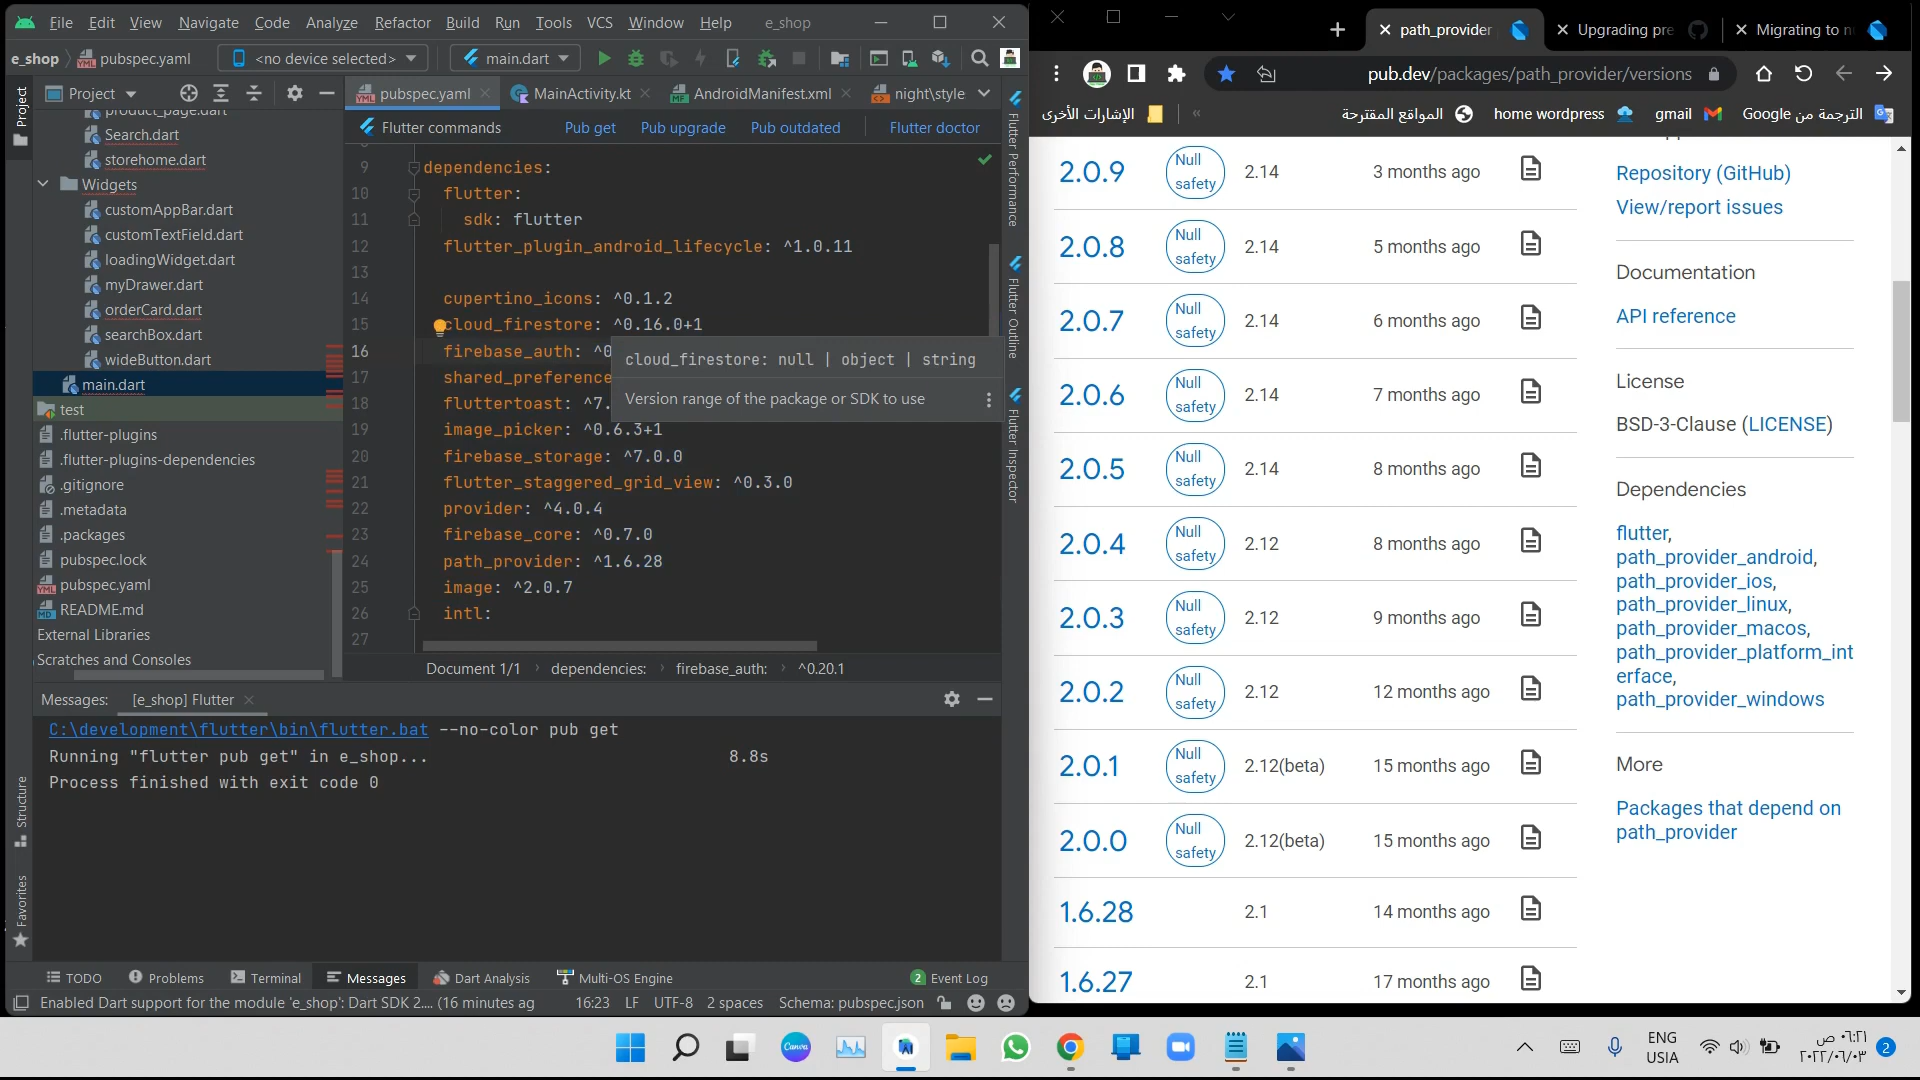 File Edit View Navigate Code Analyze Refactor Build Run Tools VCS Window Help e_shop
e_shop pubspec.yaml <no device selected> main.dart
Project
Project
product_page.dart
Search.dart
storehome.dart
Widgets
customAppBar.dart
customTextField.dart
loadingWidget.dart
myDrawer.dart
orderCard.dart
searchBox.dart
wideButton.dart
main.dart
test
.flutter-plugins
.flutter-plugins-dependencies
.gitignore
.metadata
.packages
pubspec.lock
pubspec.yaml
README.md
External Libraries
Scratches and Consoles
Structure
Favorites
pubspec.yaml MainActivity.kt AndroidManifest.xml night\style
Flutter commands Pub get Pub upgrade Pub outdated Flutter doctor
9 dependencies:
10 flutter:
11 sdk: flutter
12 flutter_plugin_android_lifecycle: ^1.0.11
13
14 cupertino_icons: ^0.1.2
15 cloud_firestore: ^0.16.0+1
16 firebase_auth: ^0
17 shared_preference
18 fluttertoast: ^7.
19 image_picker: ^0.6.3+1
20 firebase_storage: ^7.0.0
21 flutter_staggered_grid_view: ^0.3.0
22 provider: ^4.0.4
23 firebase_core: ^0.7.0
24 path_provider: ^1.6.28
25 image: ^2.0.7
26 intl:
27
cloud_firestore: null | object | string
Version range of the package or SDK to use
Document 1/1 dependencies: firebase_auth: ^0.20.1
Flutter Performance
Flutter Outline
Flutter Inspector
Messages: [e_shop] Flutter
C:\development\flutter\bin\flutter.bat --no-color pub get
Running "flutter pub get" in e_shop... 8.8s
Process finished with exit code 0
TODO Problems Terminal Messages Dart Analysis Multi-OS Engine 2 Event Log
Enabled Dart support for the module 'e_shop': Dart SDK 2.... (16 minutes ag 16:23 LF UTF-8 2 spaces Schema: pubspec.json
path_provider Upgrading pre Migrating to n
pub.dev/packages/path_provider/versions
الإشارات الأخرى » المواقع المقترحة home wordpress gmail الترجمة من Google
2.0.9 Null safety 2.14 3 months ago
2.0.8 Null safety 2.14 5 months ago
2.0.7 Null safety 2.14 6 months ago
2.0.6 Null safety 2.14 7 months ago
2.0.5 Null safety 2.14 8 months ago
2.0.4 Null safety 2.12 8 months ago
2.0.3 Null safety 2.12 9 months ago
2.0.2 Null safety 2.12 12 months ago
2.0.1 Null safety 2.12(beta) 15 months ago
2.0.0 Null safety 2.12(beta) 15 months ago
1.6.28 2.1 14 months ago
1.6.27 2.1 17 months ago
Repository (GitHub)
View/report issues
Documentation
API reference
License
BSD-3-Clause (LICENSE)
Dependencies
flutter,
path_provider_android,
path_provider_ios,
path_provider_linux,
path_provider_macos,
path_provider_platform_int
erface,
path_provider_windows
More
Packages that depend on
path_provider
Canva
ENG
USIA
٠٦:٢١ ص
٢٠٢٢/٠٦/٠٣
2